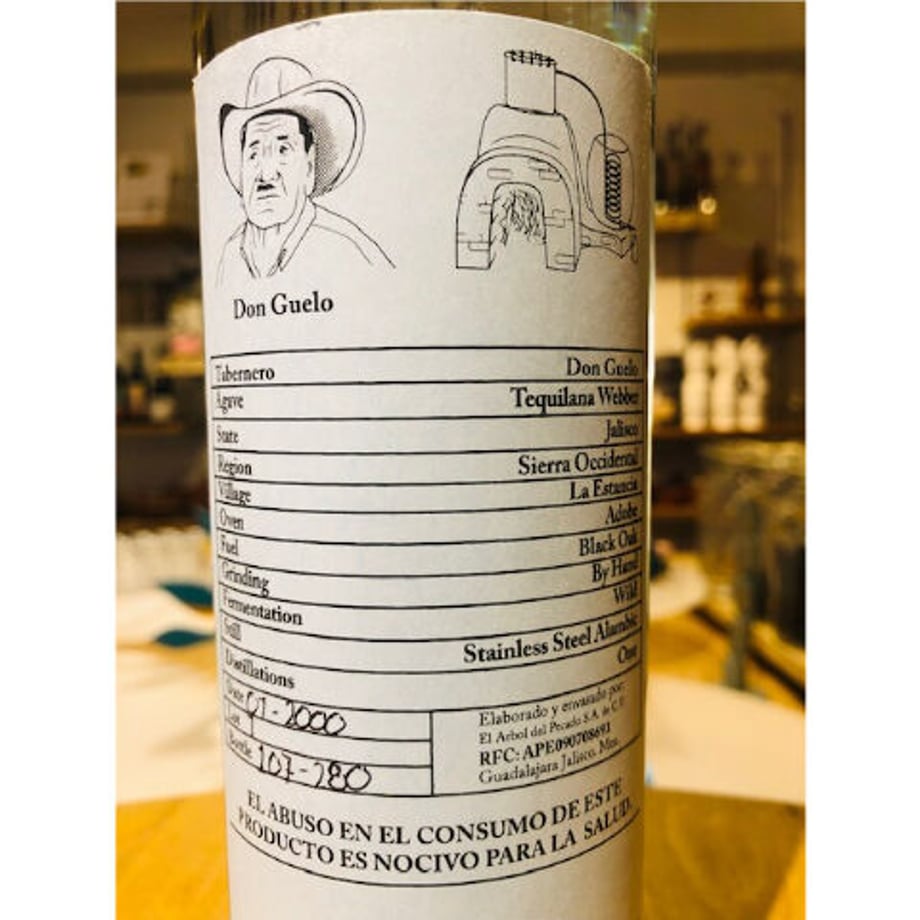 Don Guelo
Tabernero Don Guelo
Agave Tequilana Webber
State Jalisco
Region Sierra Occidental
Village La Estancia
Oven Adobe
Fuel Black Oak
Grinding By Hand
Fermentation Wild
Still Stainless Steel Alambic
Distillations One
Date 07-2000
Lot
Bottle 107-280
Elaborado y envasado por:
El Arbol del Pecado S.A. de C.V.
RFC: APE090708691
Guadalajara Jalisco. Mex.
EL ABUSO EN EL CONSUMO DE ESTE
PRODUCTO ES NOCIVO PARA LA SALUD.